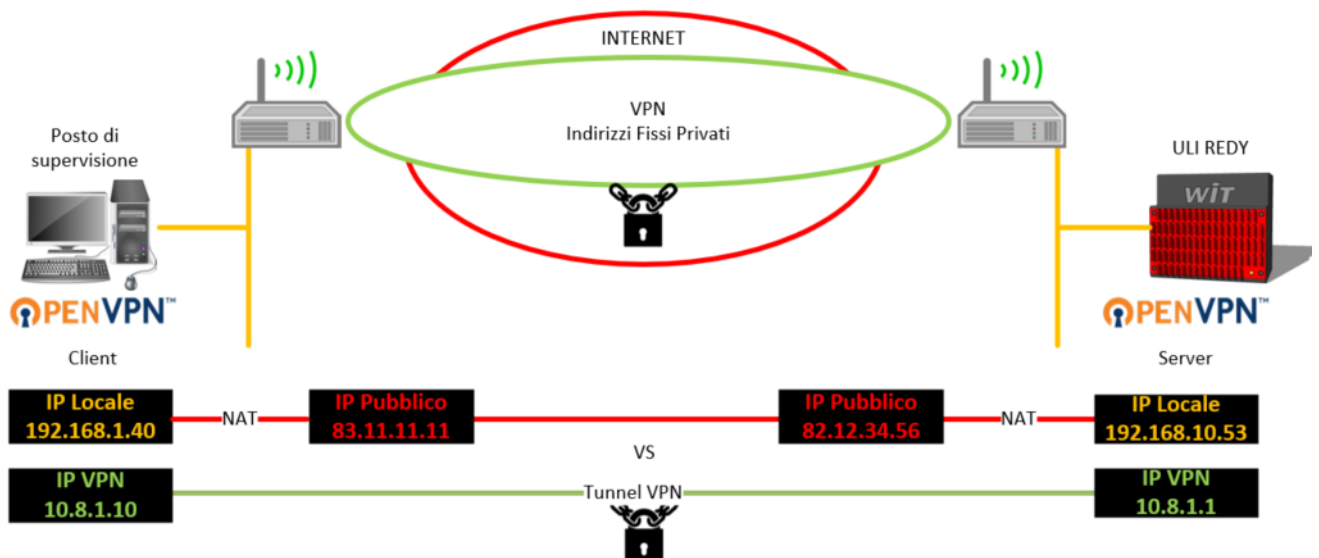 INTERNET
VPN
Indirizzi Fissi Privati
Posto di
supervisione
ULI REDY
wiT
OPENVPN™
OPENVPN™
Client
Server
IP Locale
192.168.1.40
NAT
IP Pubblico
83.11.11.11
IP Pubblico
82.12.34.56
NAT
IP Locale
192.168.10.53
VS
IP VPN
10.8.1.10
Tunnel VPN
IP VPN
10.8.1.1